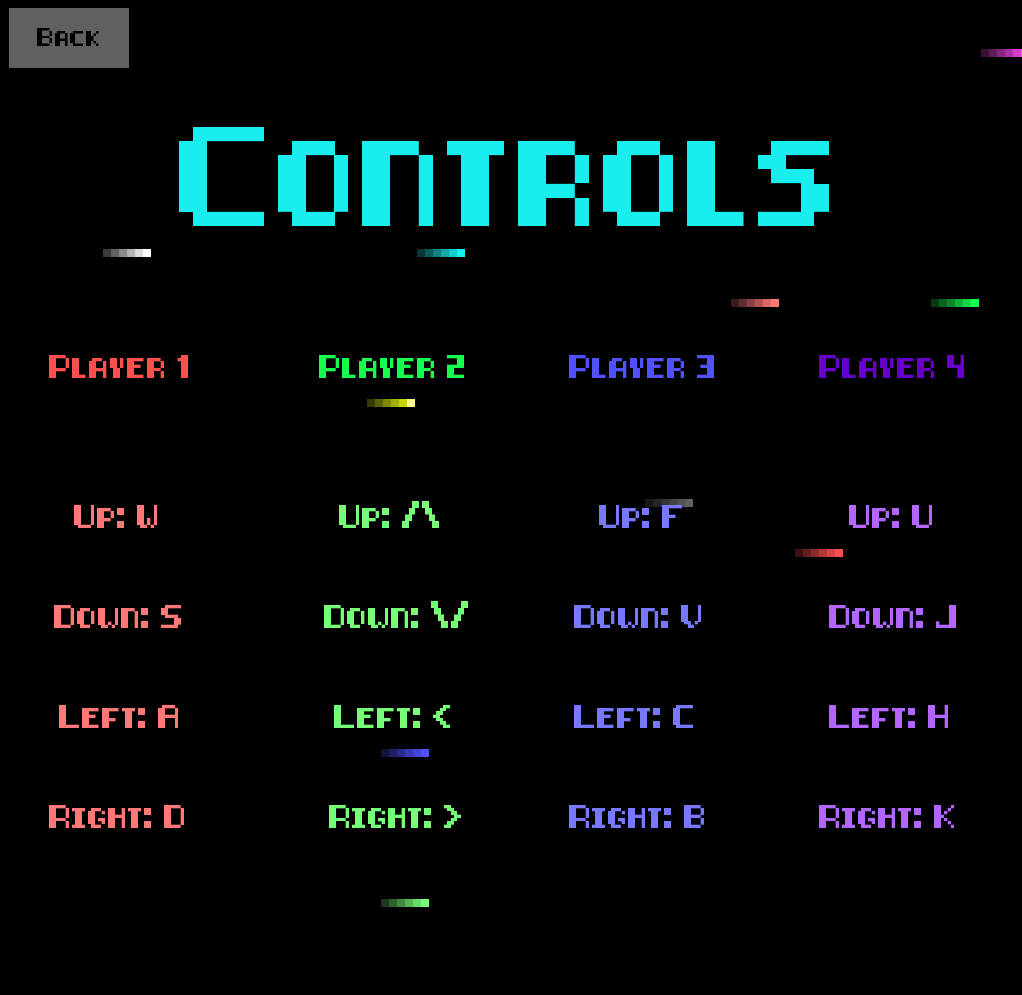 Back
Controls
Player 1 Player 2 Player 3 Player 4
Up: W Up: /\ Up: F Up: U
Down: S Down: \/ Down: V Down: J
Left: A Left: < Left: C Left: H
Right: D Right: > Right: B Right: K